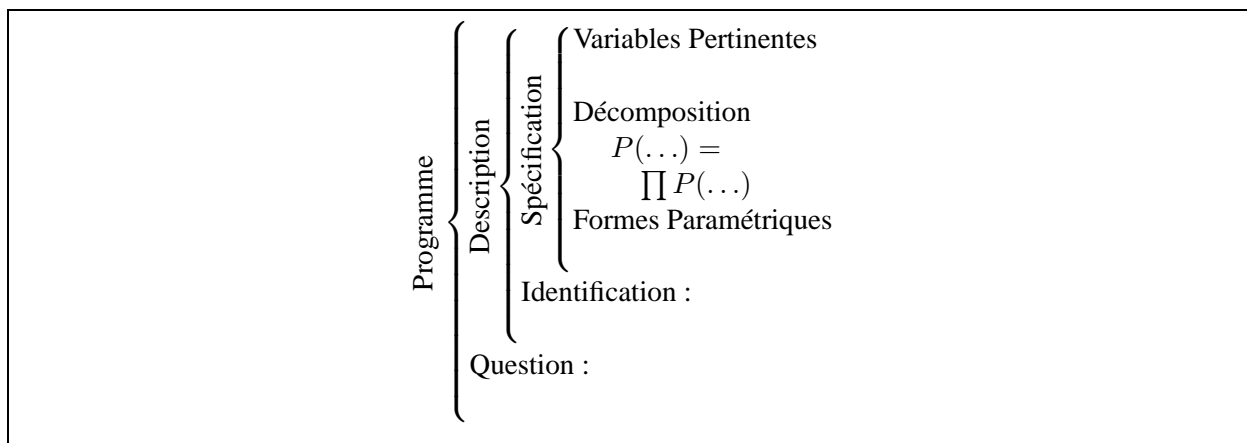 Programme
Description
Spécification
Variables Pertinentes
Décomposition
P(...) =
∏ P(...)
Formes Paramétriques
Identification :
Question :